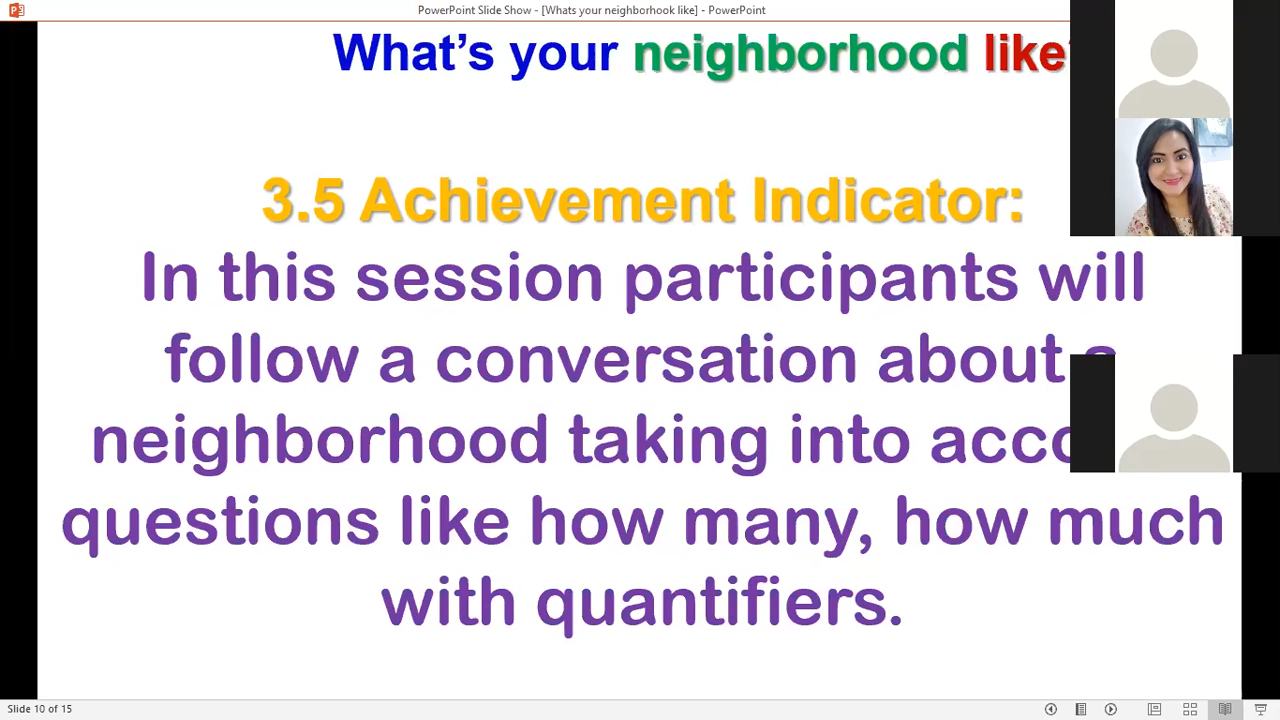 PowerPoint Slide Show - [Whats your neighborhook like] - PowerPoint
What's your neighborhood like
3.5 Achievement Indicator:
In this session participants will
follow a conversation about
neighborhood taking into
questions like how many, how much
with quantifiers.
Slide 10 of 15